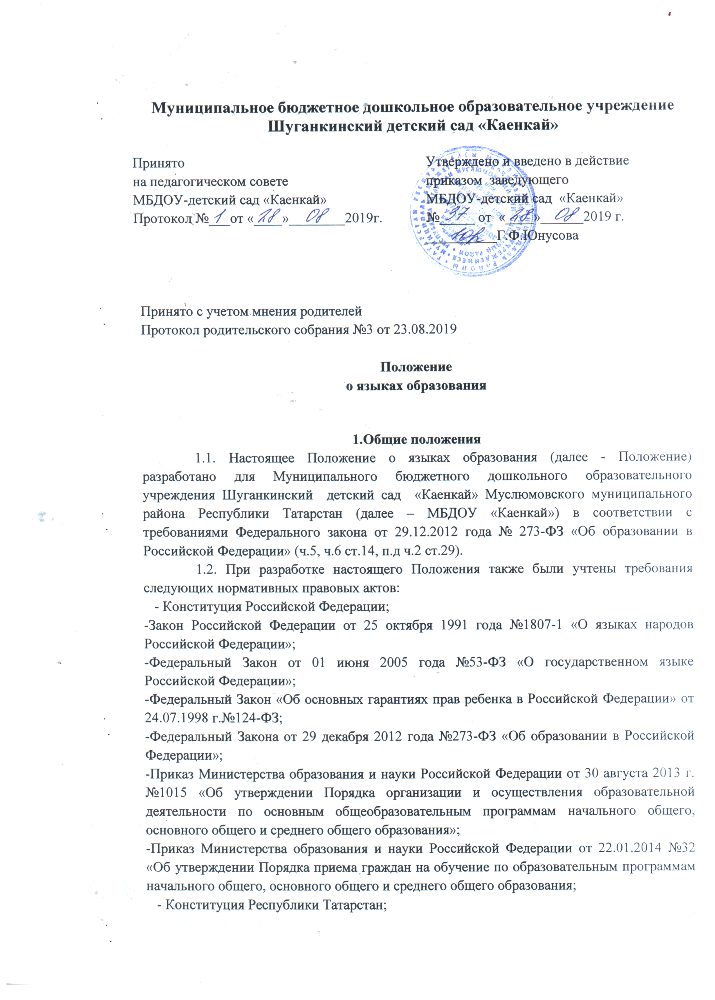 Муниципальное бюджетное дошкольное образовательное учреждение
Шуганкинский детский сад «Каенкай»
Принято
на педагогическом совете
МБДОУ-детский сад «Каенкай»
Протокол № 1 от « 28 » 08 2019г.
Утверждено и введено в действие
приказом заведующего
МБДОУ-детский сад «Каенкай»
№ 37 от « 28 » 08 2019 г.
Г.Ф.Юнусова
Принято с учетом мнения родителей
Протокол родительского собрания №3 от 23.08.2019
Положение
о языках образования
1.Общие положения
1.1. Настоящее Положение о языках образования (далее - Положение)
разработано для Муниципального бюджетного дошкольного образовательного
учреждения Шуганкинский детский сад «Каенкай» Муслюмовского муниципального
района Республики Татарстан (далее – МБДОУ «Каенкай») в соответствии с
требованиями Федерального закона от 29.12.2012 года № 273-ФЗ «Об образовании в
Российской Федерации» (ч.5, ч.6 ст.14, п.д ч.2 ст.29).
1.2. При разработке настоящего Положения также были учтены требования
следующих нормативных правовых актов:
- Конституция Российской Федерации;
-Закон Российской Федерации от 25 октября 1991 года №1807-1 «О языках народов
Российской Федерации»;
-Федеральный Закон от 01 июня 2005 года №53-ФЗ «О государственном языке
Российской Федерации»;
-Федеральный Закон «Об основных гарантиях прав ребенка в Российской Федерации» от
24.07.1998 г.№124-ФЗ;
-Федеральный Закона от 29 декабря 2012 года №273-ФЗ «Об образовании в Российской
Федерации»;
-Приказ Министерства образования и науки Российской Федерации от 30 августа 2013 г.
№1015 «Об утверждении Порядка организации и осуществления образовательной
деятельности по основным общеобразовательным программам начального общего,
основного общего и среднего общего образования»;
-Приказ Министерства образования и науки Российской Федерации от 22.01.2014 №32
«Об утверждении Порядка приема граждан на обучение по образовательным программам
начального общего, основного общего и среднего общего образования;
- Конституция Республики Татарстан;